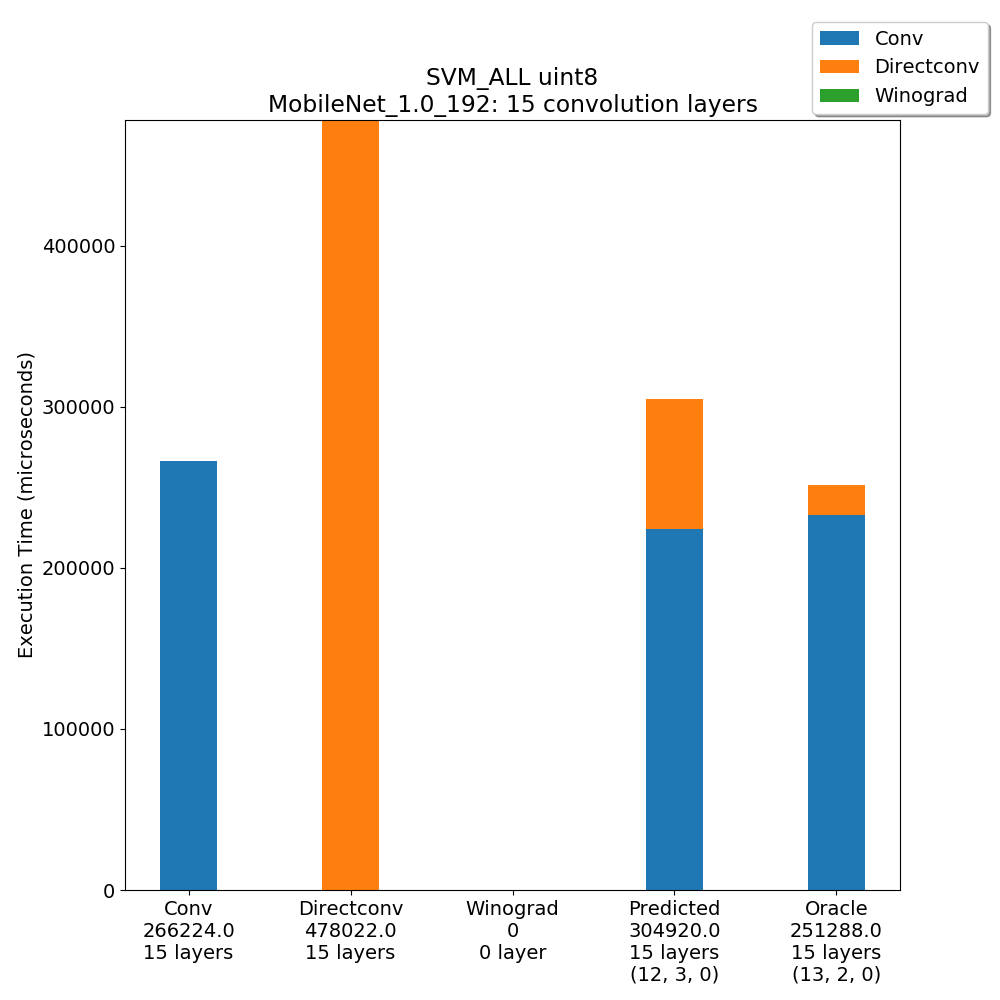 Conv
Directconv
Winograd
SVM_ALL uint8
MobileNet_1.0_192: 15 convolution layers
Execution Time (microseconds)
400000
300000
200000
100000
0
Conv
266224.0
15 layers
Directconv
478022.0
15 layers
Winograd
0
0 layer
Predicted
304920.0
15 layers
(12, 3, 0)
Oracle
251288.0
15 layers
(13, 2, 0)